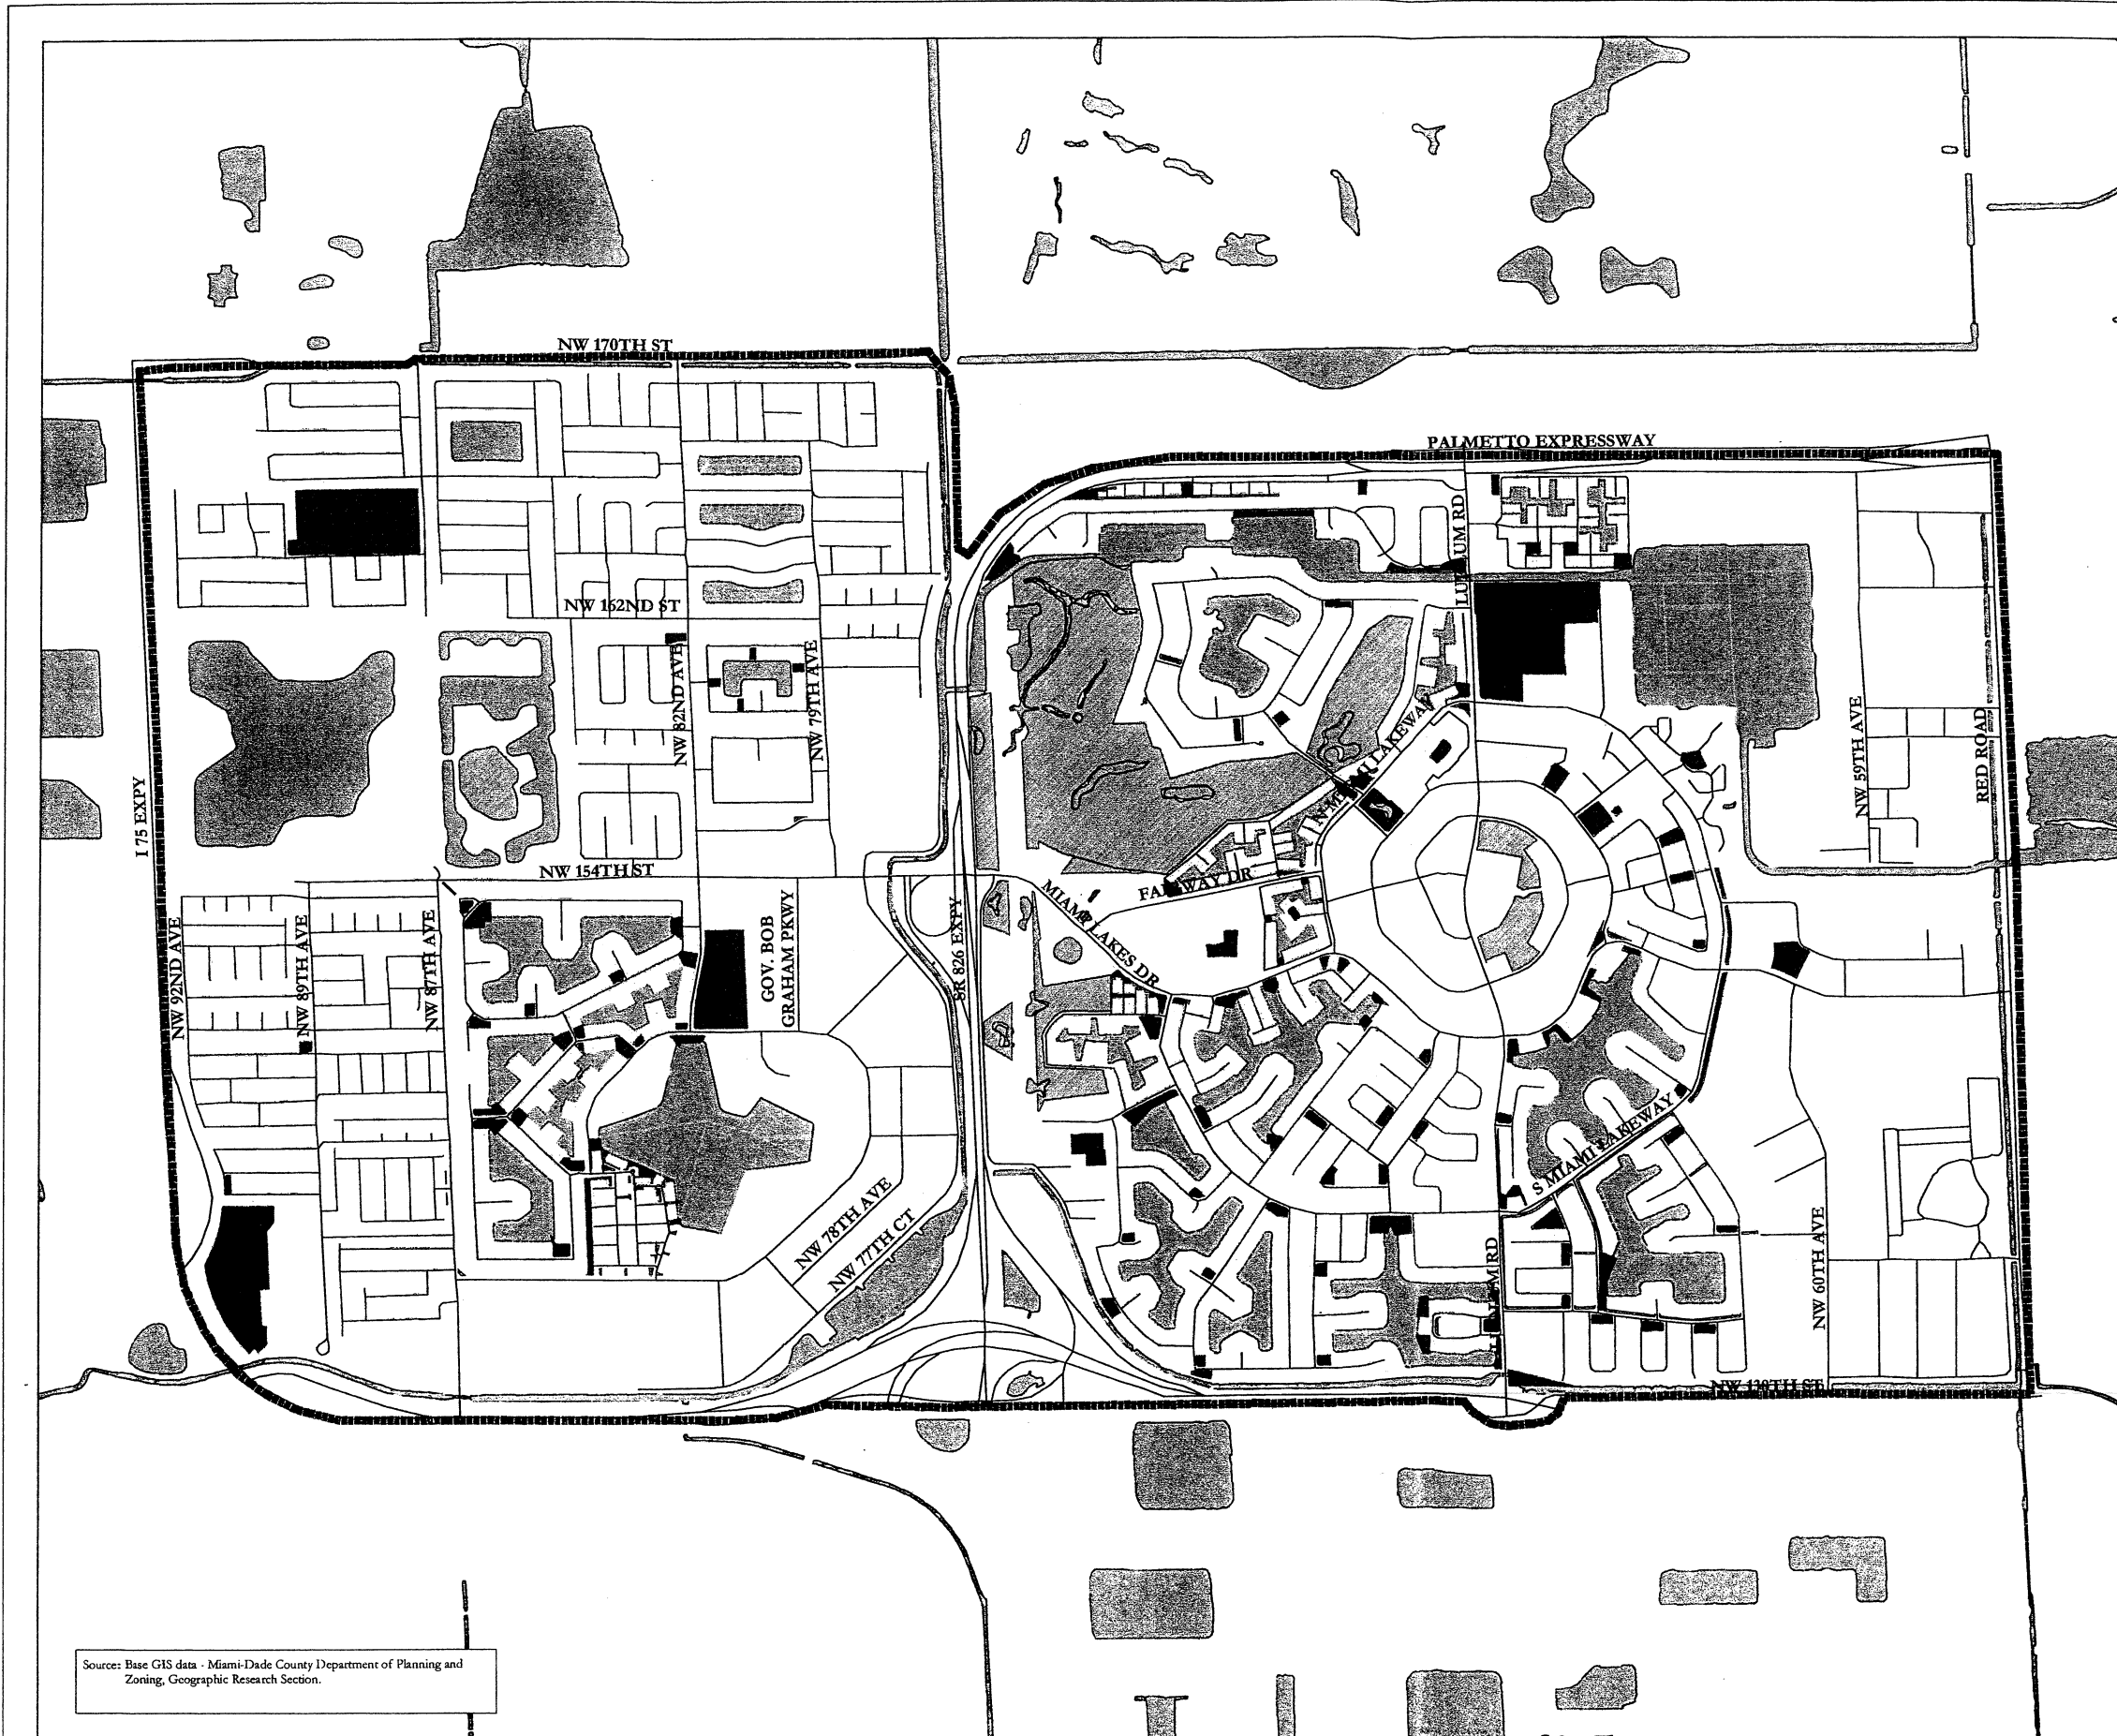 NW 170TH ST
PALMETTO EXPRESSWAY
LUDLUM RD
NW 162ND ST
NW 82ND AVE
NW 79TH AVE
I 75 EXPY
MIAMI LAKEWAY
NW 59TH AVE
RED ROAD
NW 154TH ST
FAIRWAY DR
MIAMI LAKES DR
NW 92ND AVE
NW 89TH AVE
NW 87TH AVE
GOV. BOB
GRAHAM PKWY
SR 826 EXPY
S MIAMI LAKEWAY
NW 78TH AVE
NW 77TH CT
RD
NW 60TH AVE
NW 138TH ST
Source: Base GIS data - Miami-Dade County Department of Planning and
Zoning, Geographic Research Section.